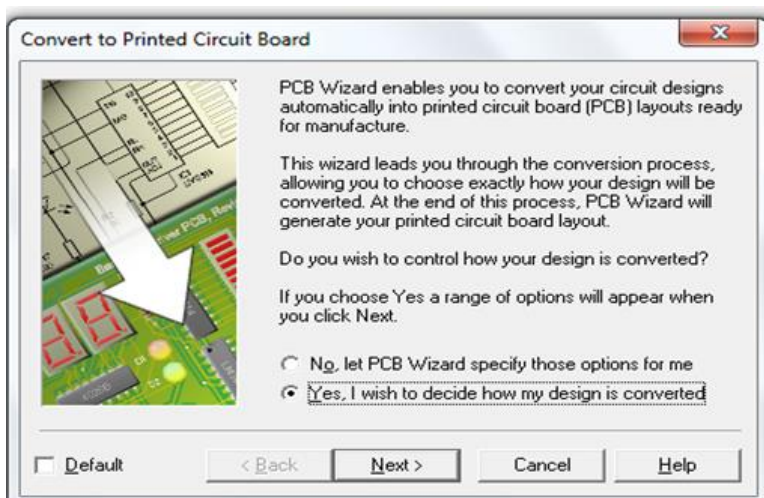 Convert to Printed Circuit Board
PCB Wizard enables you to convert your circuit designs
automatically into printed circuit board (PCB) layouts ready
for manufacture.
This wizard leads you through the conversion process,
allowing you to choose exactly how your design will be
converted. At the end of this process, PCB Wizard will
generate your printed circuit board layout.
Do you wish to control how your design is converted?
If you choose Yes a range of options will appear when
you click Next.
No, let PCB Wizard specify those options for me
Yes, I wish to decide how my design is converted
Default
< Back
Next >
Cancel
Help